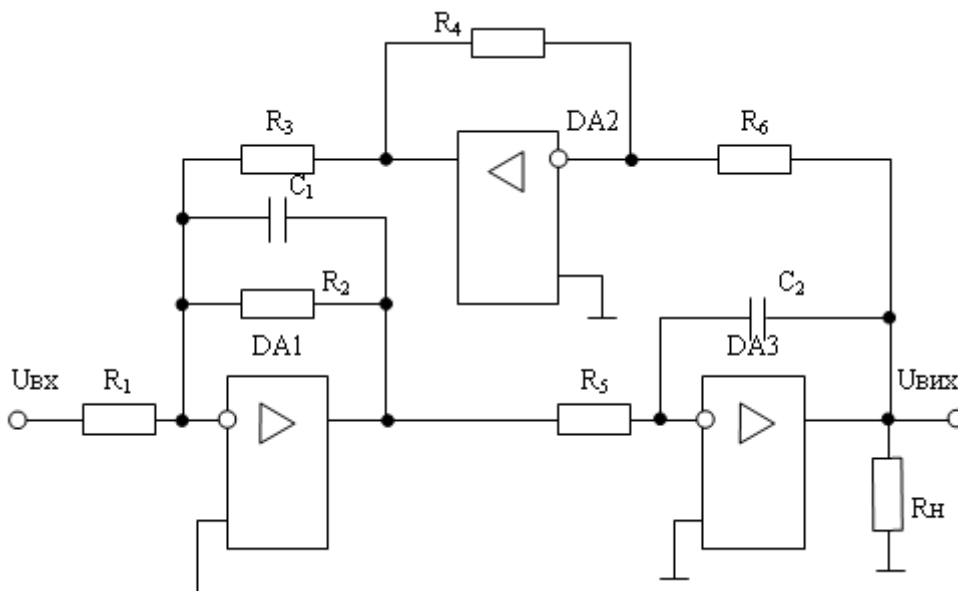 R₄
R₃
DA2
R₆
C₁
R₂
C₂
DA1
DA3
Uвх
R₁
R₅
Uвих
Rн